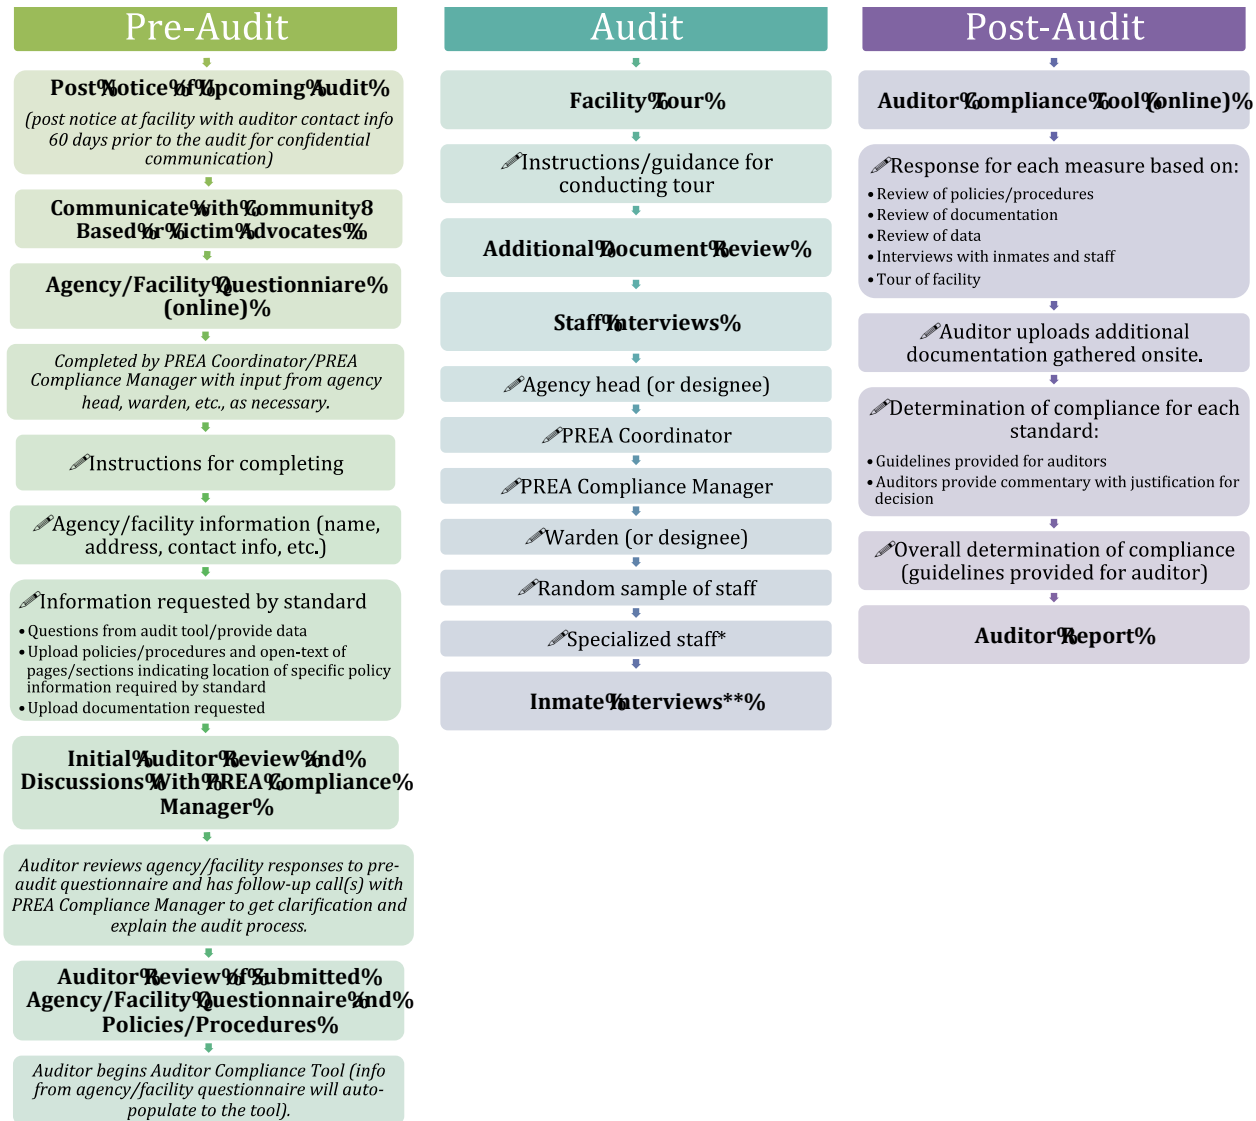 Pre-Audit
Post%Notice%of%Upcoming%Audit%
(post notice at facility with auditor contact info
60 days prior to the audit for confidential
communication)
Communicate%with%Community8
Based%or%Victim%Advocates%
Agency/Facility%Questionniare%
(online)%
Completed by PREA Coordinator/PREA
Compliance Manager with input from agency
head, warden, etc., as necessary.
Instructions for completing
Agency/facility information (name,
address, contact info, etc.)
Information requested by standard
• Questions from audit tool/provide data
• Upload policies/procedures and open-text of
pages/sections indicating location of specific policy
information required by standard
• Upload documentation requested
Initial%Auditor%Review%and%
Discussions%With%PREA%Compliance%
Manager%
Auditor reviews agency/facility responses to pre-
audit questionnaire and has follow-up call(s) with
PREA Compliance Manager to get clarification and
explain the audit process.
Auditor%Review%of%Submitted%
Agency/Facility%Questionnaire%and%
Policies/Procedures%
Auditor begins Auditor Compliance Tool (info
from agency/facility questionnaire will auto-
populate to the tool).
Audit
Facility%Tour%
Instructions/guidance for
conducting tour
Additional%Document%Review%
Staff%Interviews%
Agency head (or designee)
PREA Coordinator
PREA Compliance Manager
Warden (or designee)
Random sample of staff
Specialized staff*
Inmate%Interviews**%
Post-Audit
Auditor%Compliance%Tool%(online)%
Response for each measure based on:
• Review of policies/procedures
• Review of documentation
• Review of data
• Interviews with inmates and staff
• Tour of facility
Auditor uploads additional
documentation gathered onsite.
Determination of compliance for each
standard:
• Guidelines provided for auditors
• Auditors provide commentary with justification for
decision
Overall determination of compliance
(guidelines provided for auditor)
Auditor%Report%